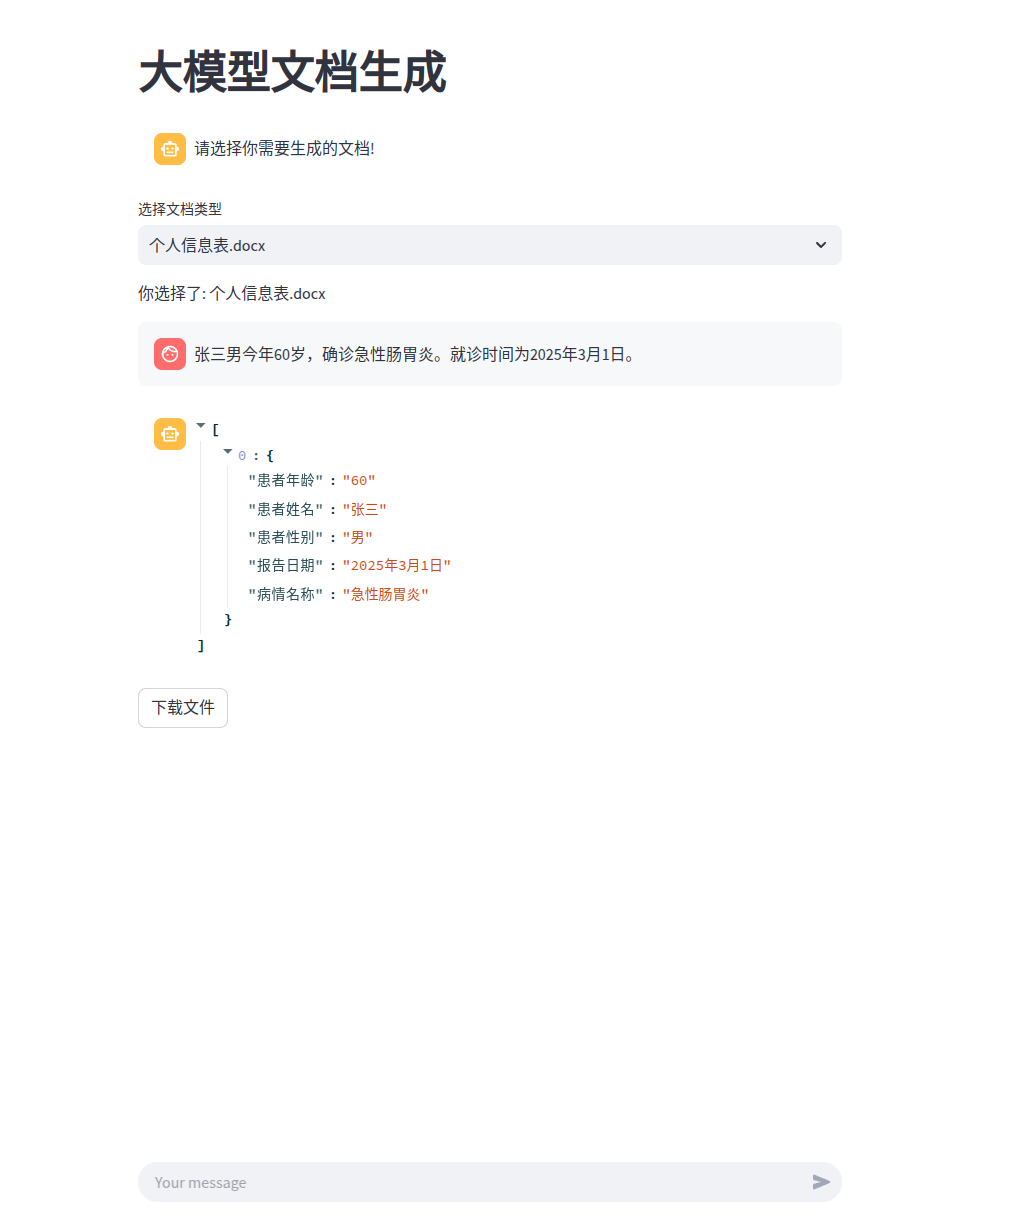 大模型文档生成
请选择你需要生成的文档!
选择文档类型
个人信息表.docx
你选择了: 个人信息表.docx
张三男今年60岁，确诊急性肠胃炎。就诊时间为2025年3月1日。
[
0 : {
"患者年龄" : "60"
"患者姓名" : "张三"
"患者性别" : "男"
"报告日期" : "2025年3月1日"
"病情名称" : "急性肠胃炎"
}
]
下载文件
Your message